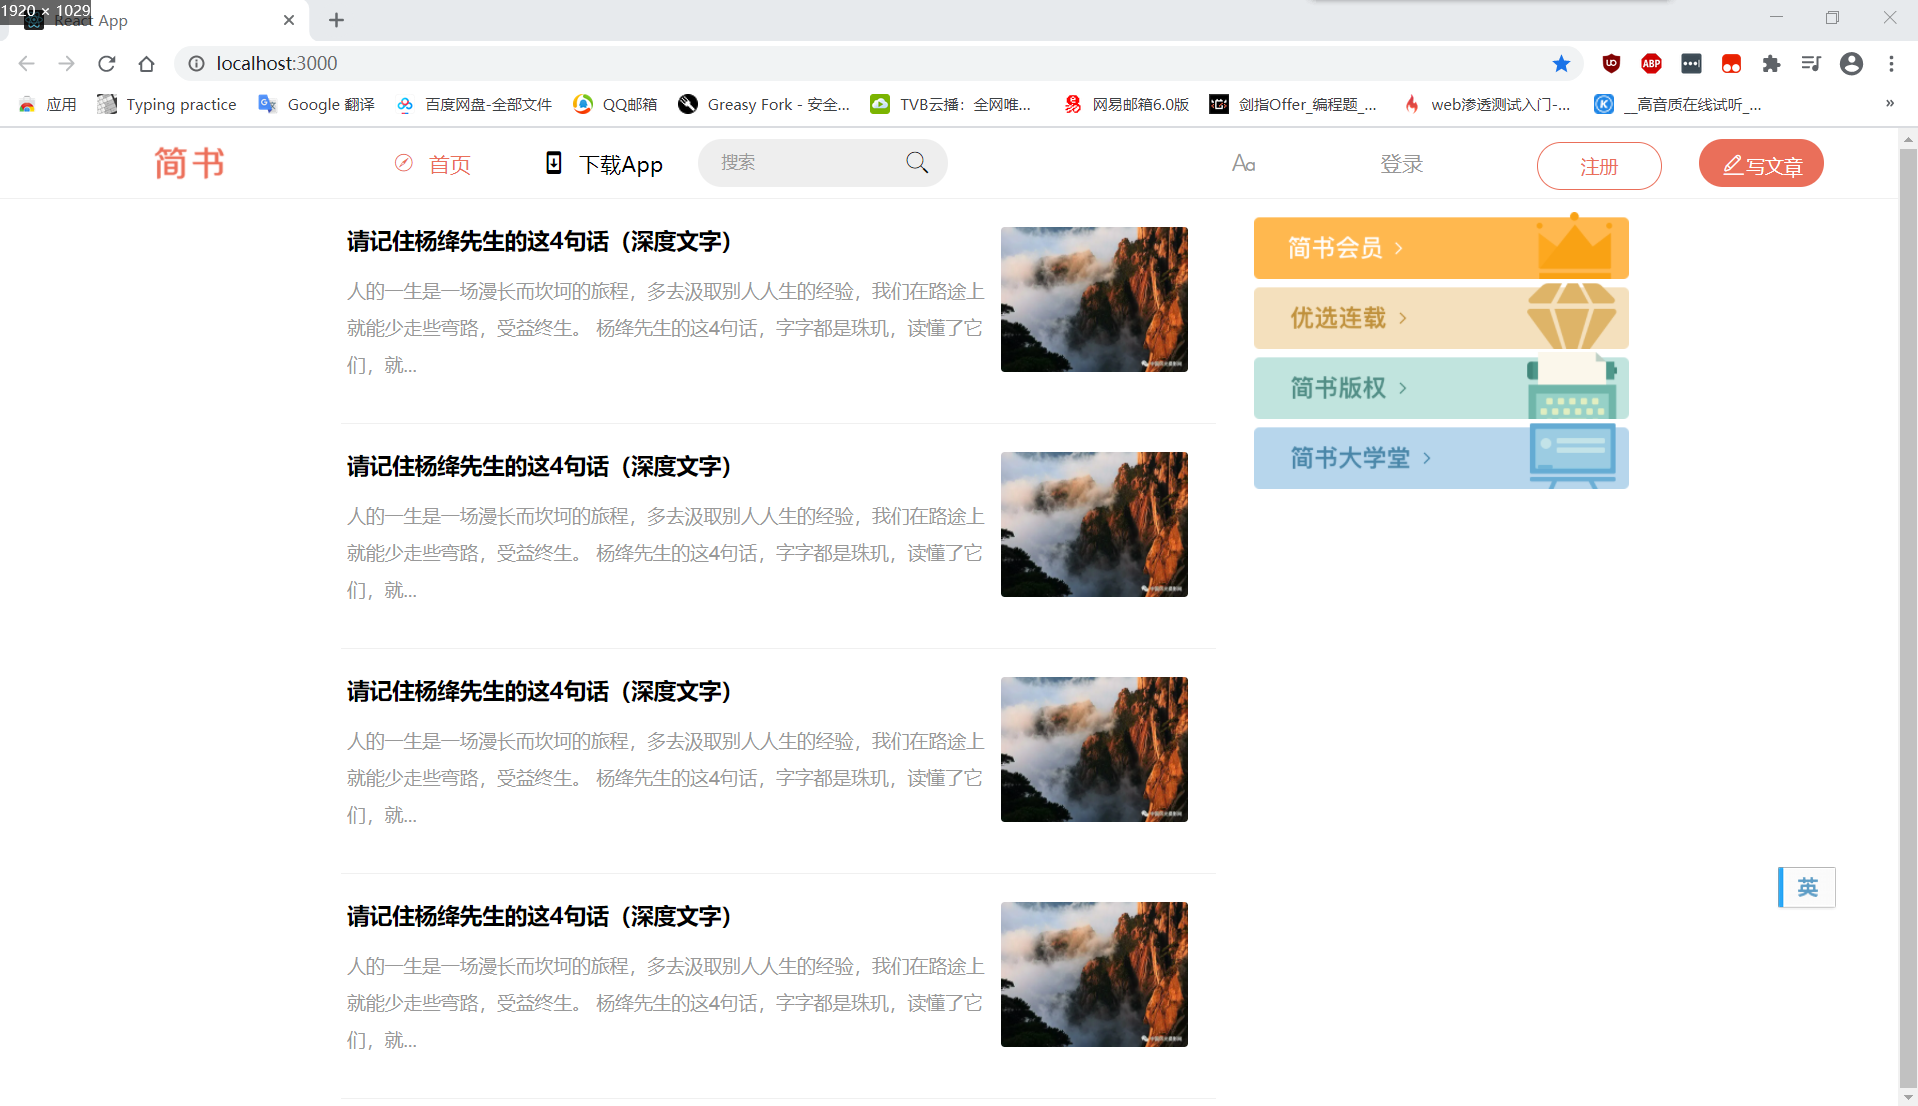 1920 × 1029
React App
localhost:3000
应用 Typing practice Google 翻译 百度网盘-全部文件 QQ邮箱 Greasy Fork - 安全... TVB云播：全网唯... 网易邮箱6.0版 剑指Offer_编程题_... web渗透测试入门-... __高音质在线试听_... »
简书 首页 下载App 搜索 Aa 登录 注册 写文章
请记住杨绛先生的这4句话（深度文字）
人的一生是一场漫长而坎坷的旅程，多去汲取别人人生的经验，我们在路途上
就能少走些弯路，受益终生。 杨绛先生的这4句话，字字都是珠玑，读懂了它
们，就...
请记住杨绛先生的这4句话（深度文字）
人的一生是一场漫长而坎坷的旅程，多去汲取别人人生的经验，我们在路途上
就能少走些弯路，受益终生。 杨绛先生的这4句话，字字都是珠玑，读懂了它
们，就...
请记住杨绛先生的这4句话（深度文字）
人的一生是一场漫长而坎坷的旅程，多去汲取别人人生的经验，我们在路途上
就能少走些弯路，受益终生。 杨绛先生的这4句话，字字都是珠玑，读懂了它
们，就...
请记住杨绛先生的这4句话（深度文字）
人的一生是一场漫长而坎坷的旅程，多去汲取别人人生的经验，我们在路途上
就能少走些弯路，受益终生。 杨绛先生的这4句话，字字都是珠玑，读懂了它
们，就...
简书会员 ›
优选连载 ›
简书版权 ›
简书大学堂 ›
英